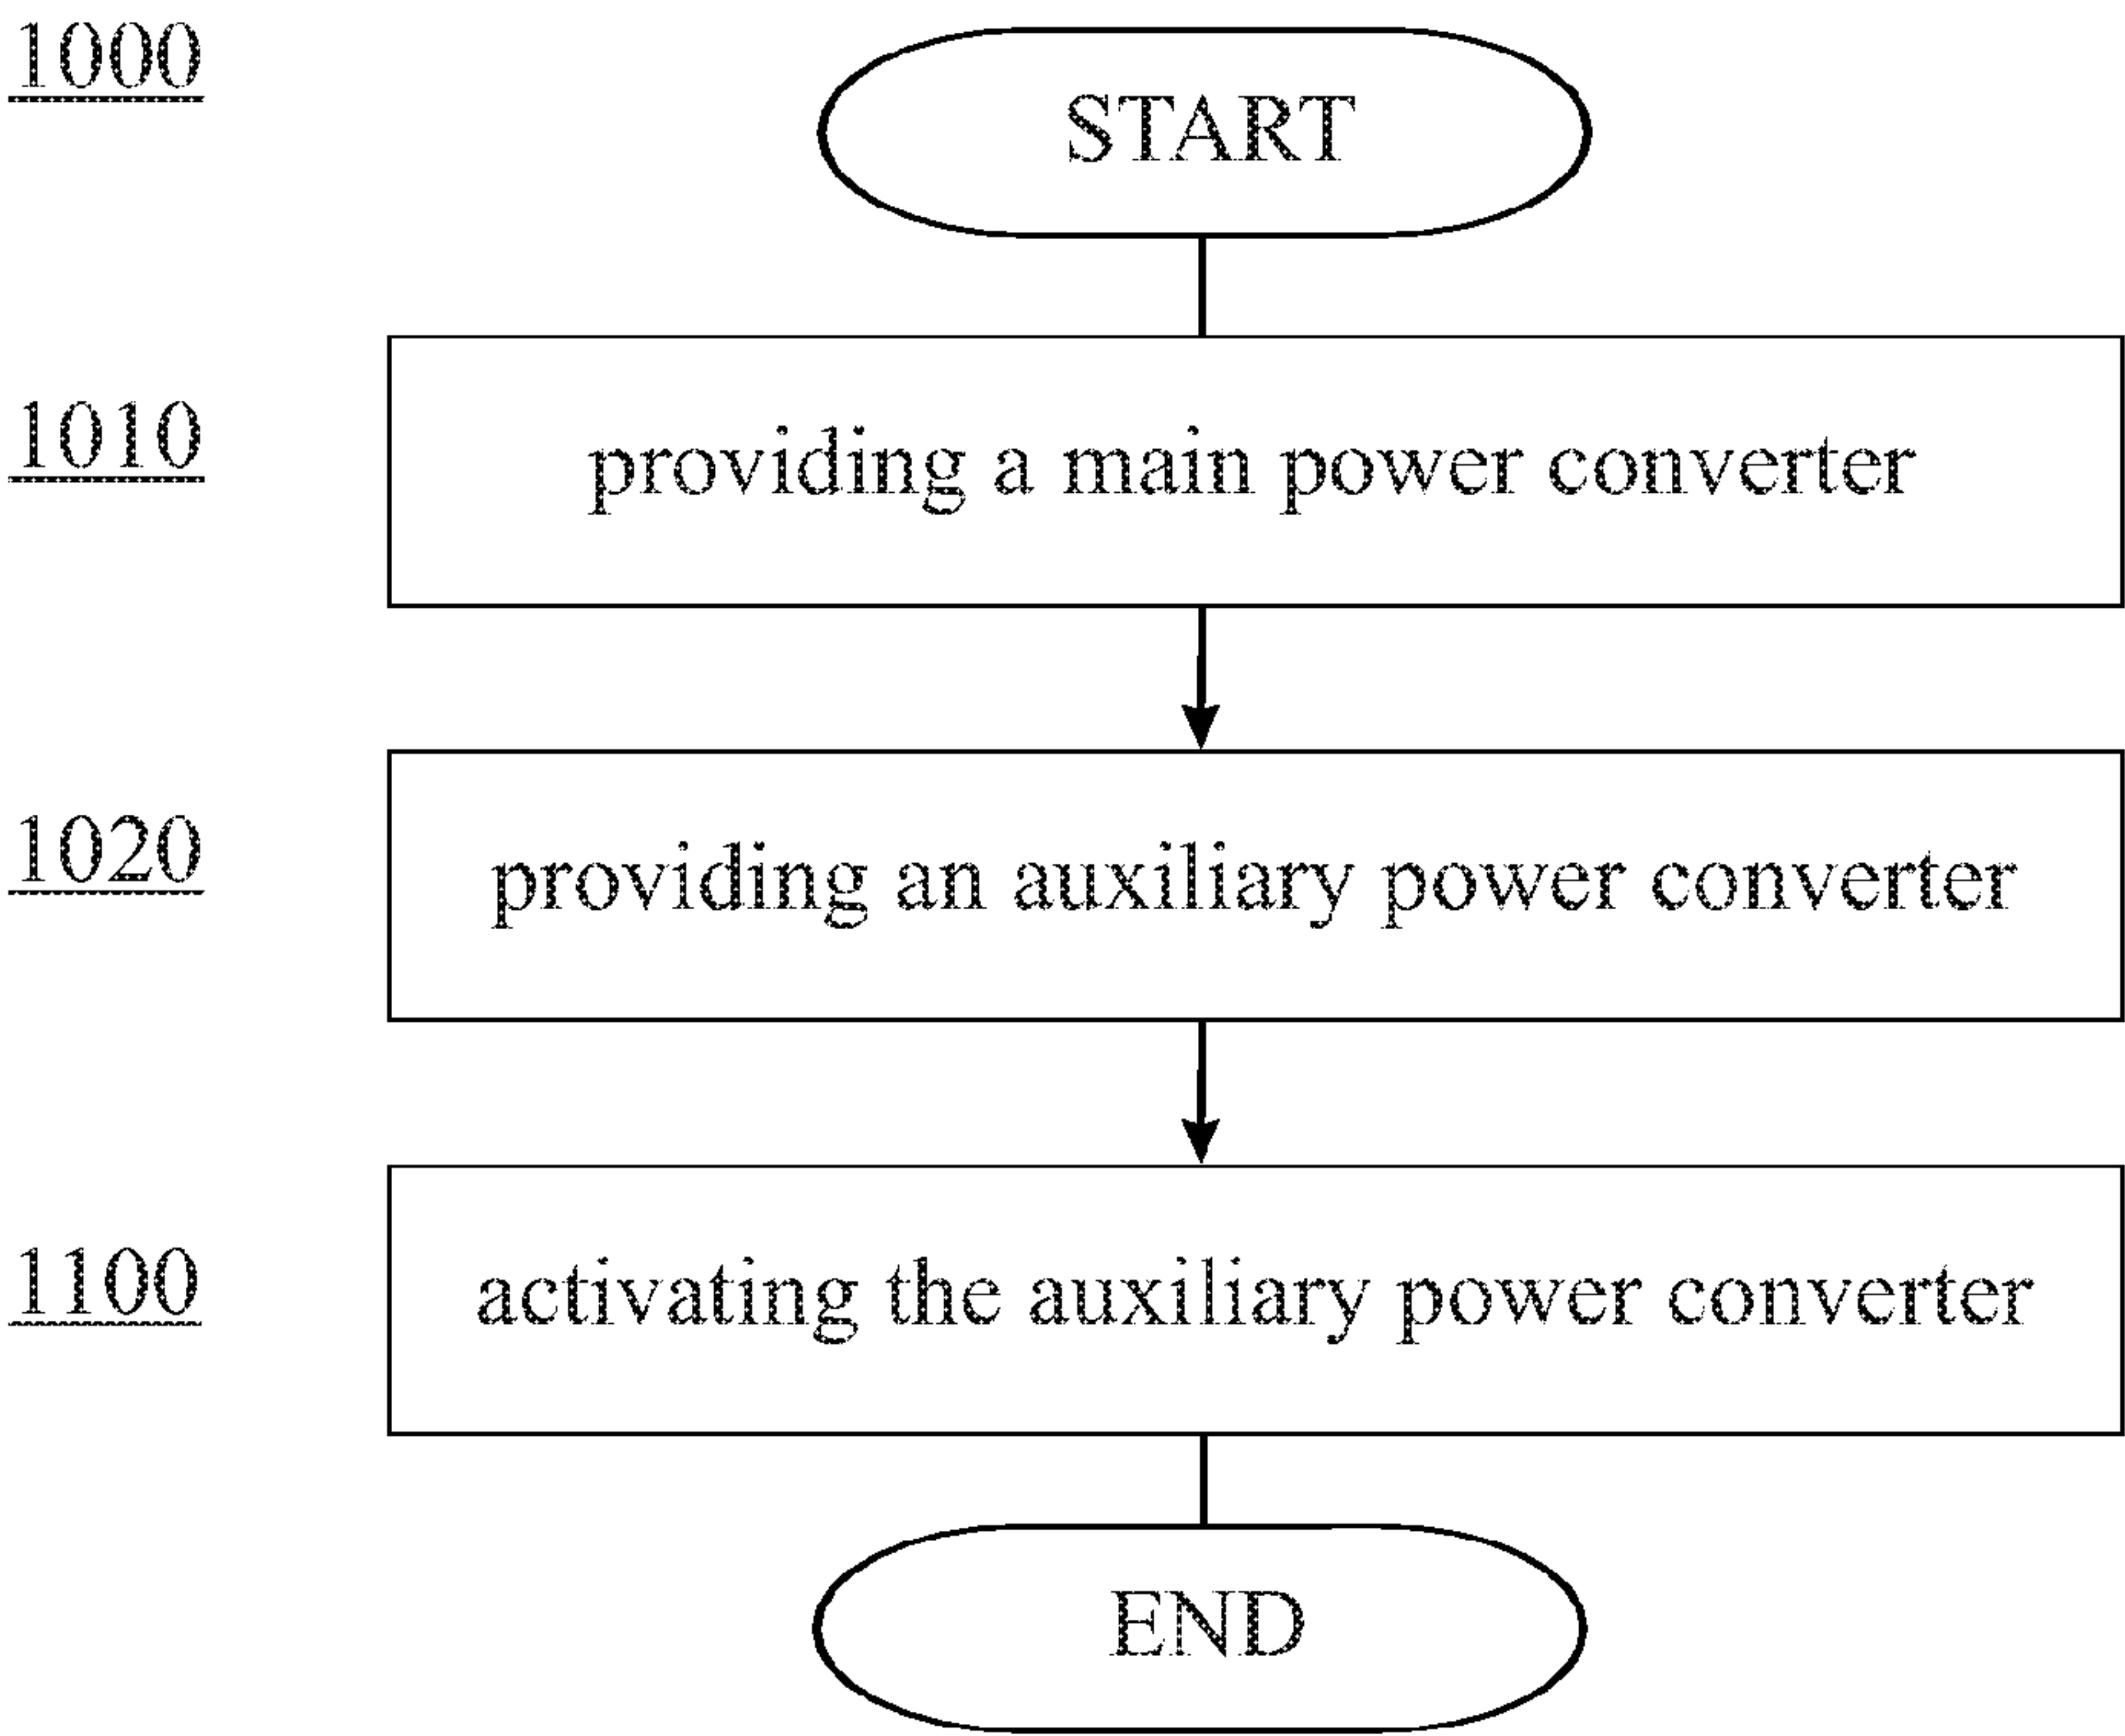 1000
START
1010
providing a main power converter
1020
providing an auxiliary power converter
1100
activating the auxiliary power converter
END